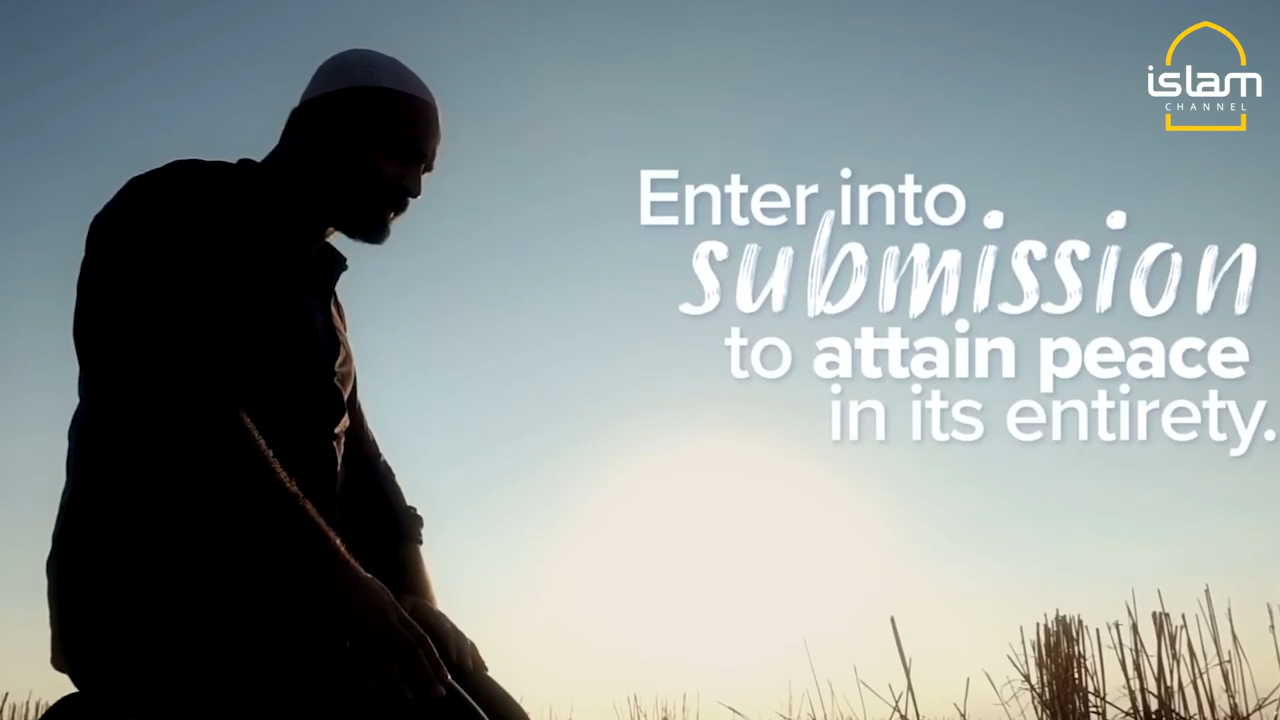 islam
CHANNEL
Enter into
submission
to attain peace
in its entirety.